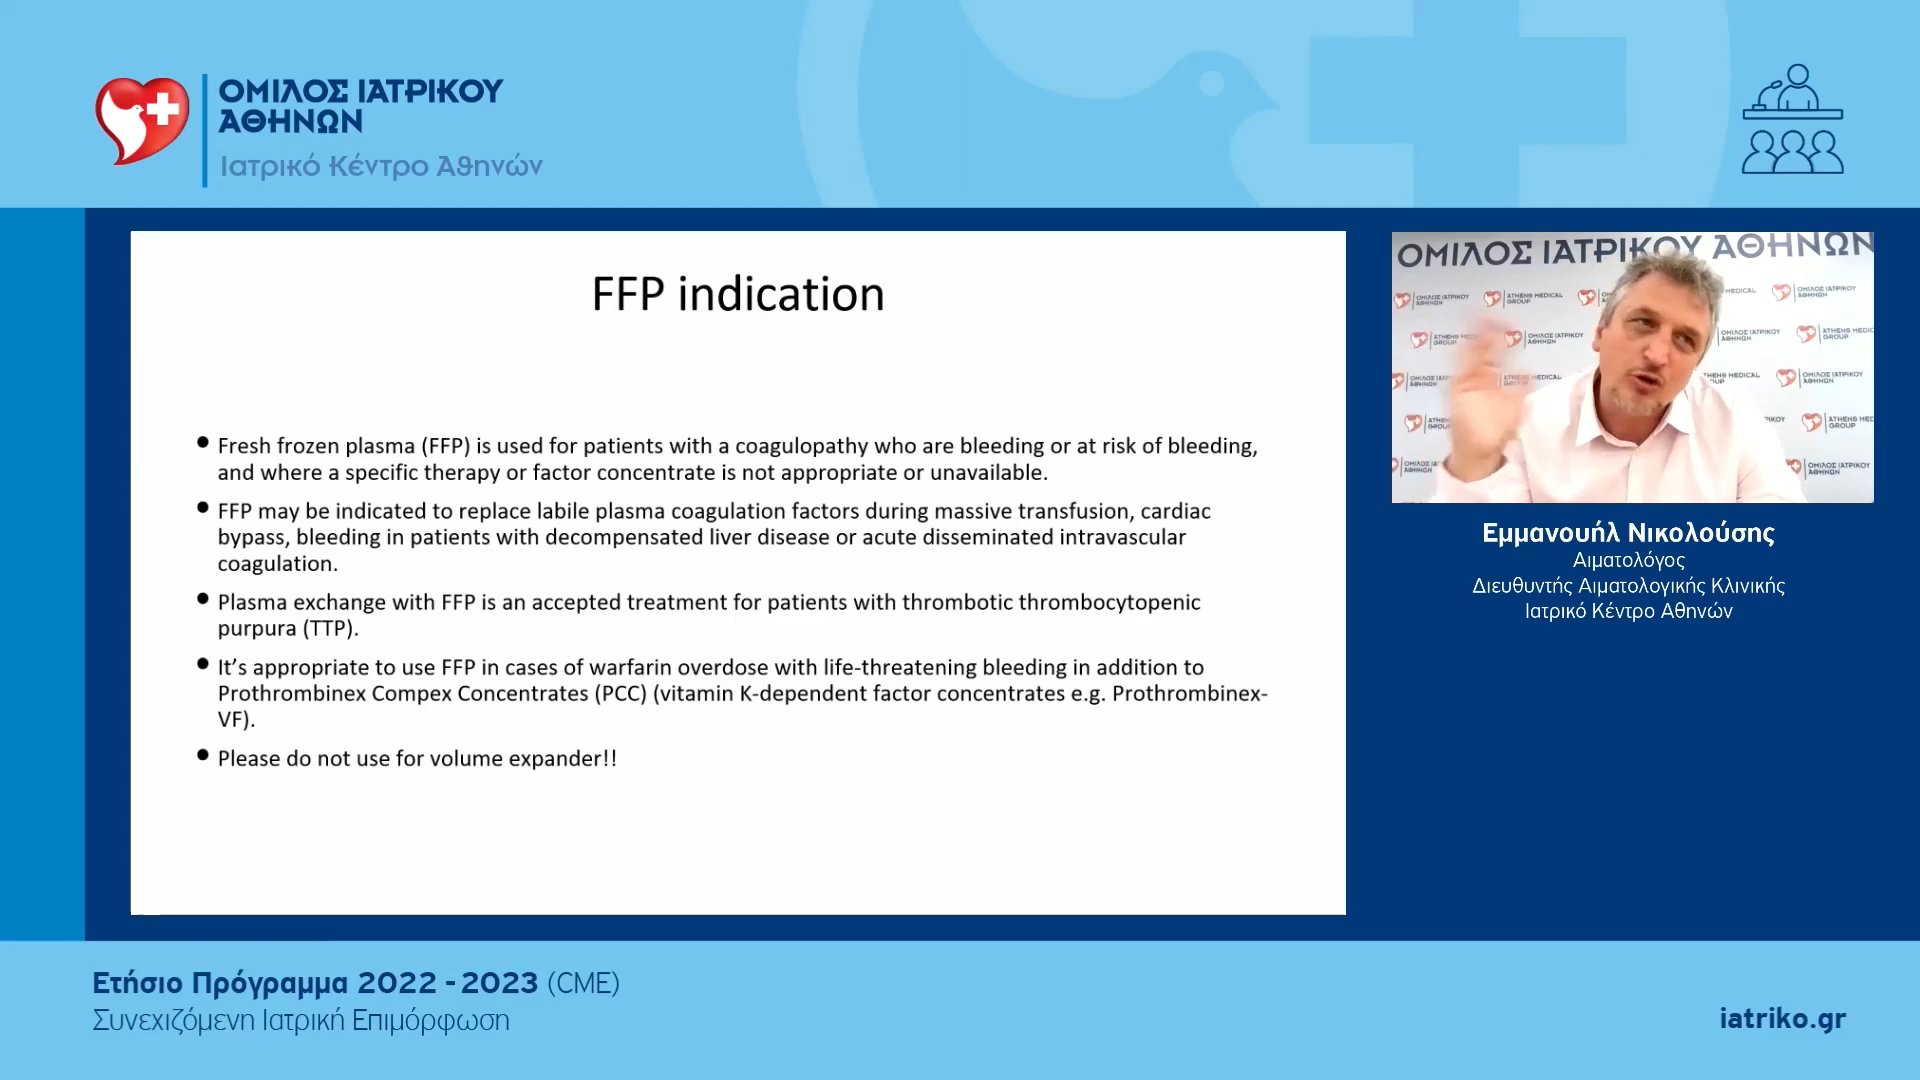 ΟΜΙΛΟΣ ΙΑΤΡΙΚΟΥ
ΑΘΗΝΩΝ
Ιατρικό Κέντρο Αθηνών
FFP indication
• Fresh frozen plasma (FFP) is used for patients with a coagulopathy who are bleeding or at risk of bleeding,
and where a specific therapy or factor concentrate is not appropriate or unavailable.
• FFP may be indicated to replace labile plasma coagulation factors during massive transfusion, cardiac
bypass, bleeding in patients with decompensated liver disease or acute disseminated intravascular
coagulation.
• Plasma exchange with FFP is an accepted treatment for patients with thrombotic thrombocytopenic
purpura (TTP).
• It’s appropriate to use FFP in cases of warfarin overdose with life-threatening bleeding in addition to
Prothrombinex Compex Concentrates (PCC) (vitamin K-dependent factor concentrates e.g. Prothrombinex-
VF).
• Please do not use for volume expander!!
ΟΜΙΛΟΣ ΙΑΤΡΙΚΟΥ ΑΘΗΝΩΝ
Εμμανουήλ Νικολούσης
Αιματολόγος
Διευθυντής Αιματολογικής Κλινικής
Ιατρικό Κέντρο Αθηνών
Ετήσιο Πρόγραμμα 2022 - 2023 (CME)
Συνεχιζόμενη Ιατρική Επιμόρφωση
iatriko.gr